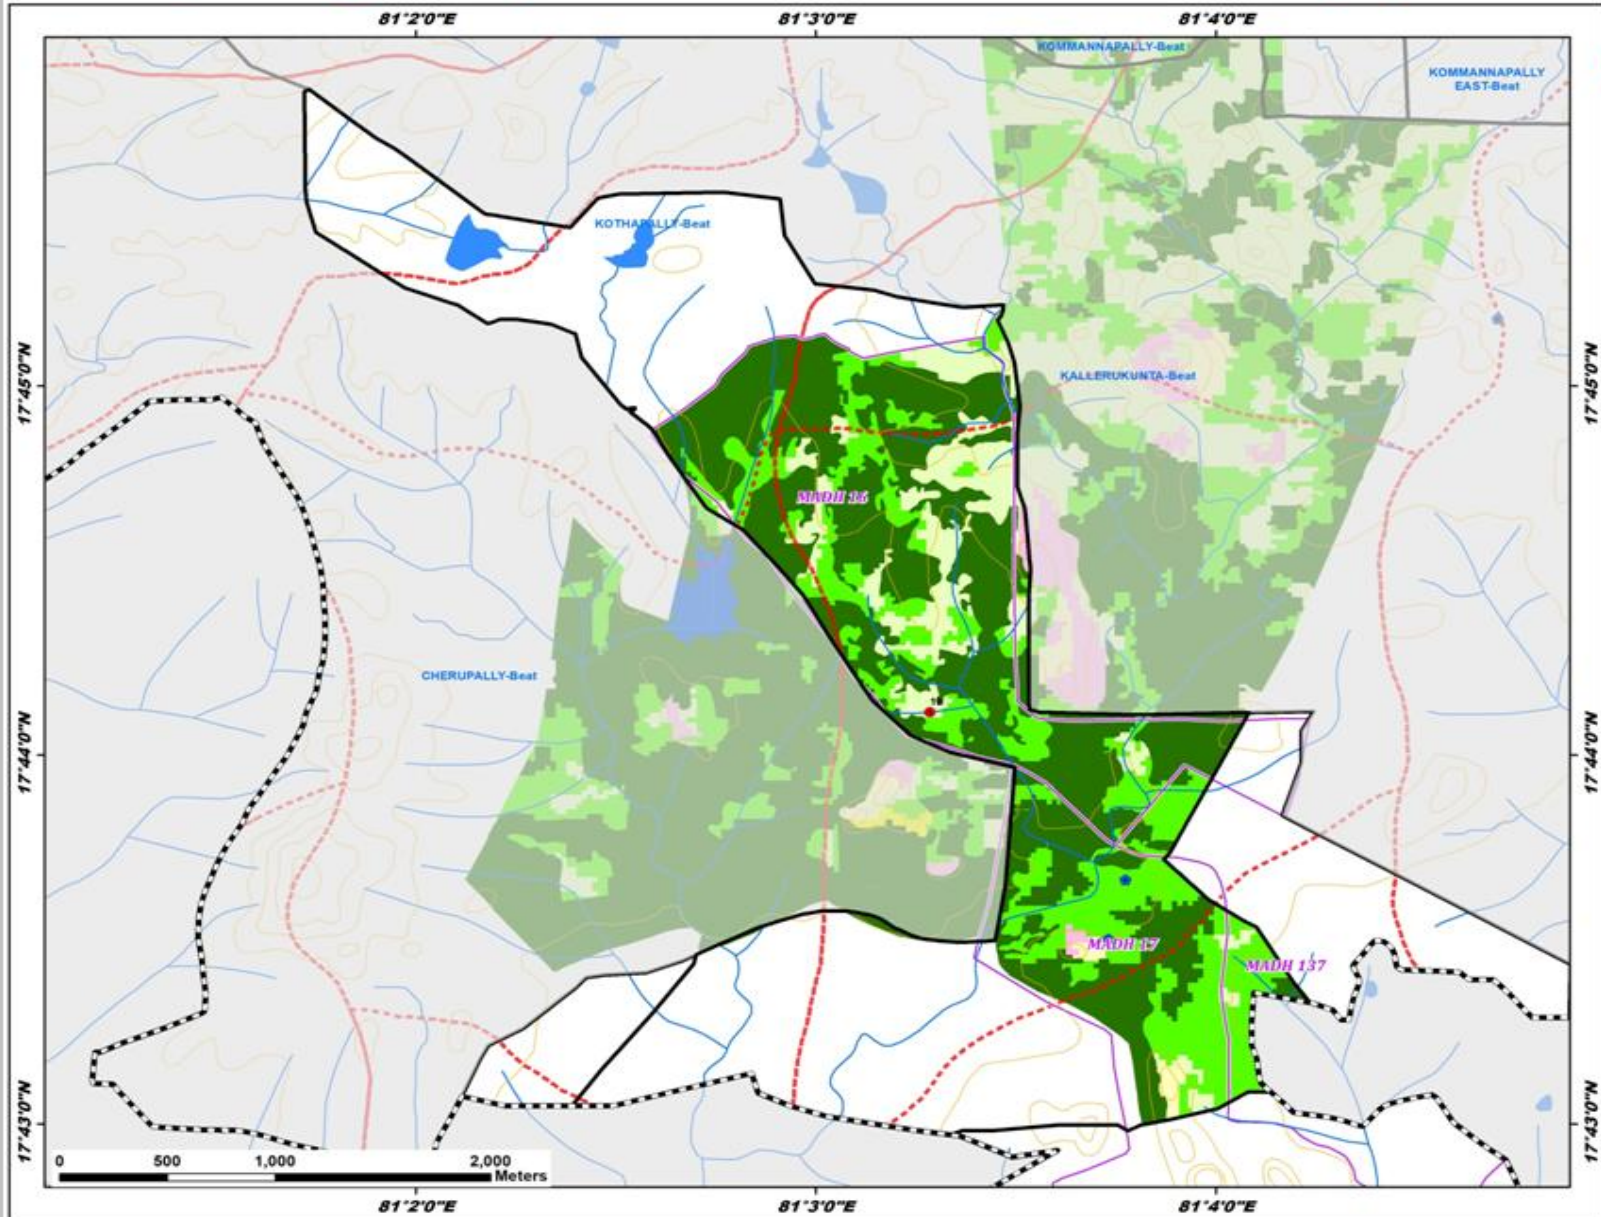 81°2'0"E 81°3'0"E 81°4'0"E
KOMMANNAPALLY-Beat
KOMMANNAPALLY
EAST-Beat
KOTHAPALLY-Beat
17°45'0"N 17°45'0"N
KALLERUKUNTA-Beat
MADH 16
CHERUPALLY-Beat
17°44'0"N 17°44'0"N
MADH 17
MADH 137
17°43'0"N 17°43'0"N
0 500 1,000 2,000
Meters
81°2'0"E 81°3'0"E 81°4'0"E